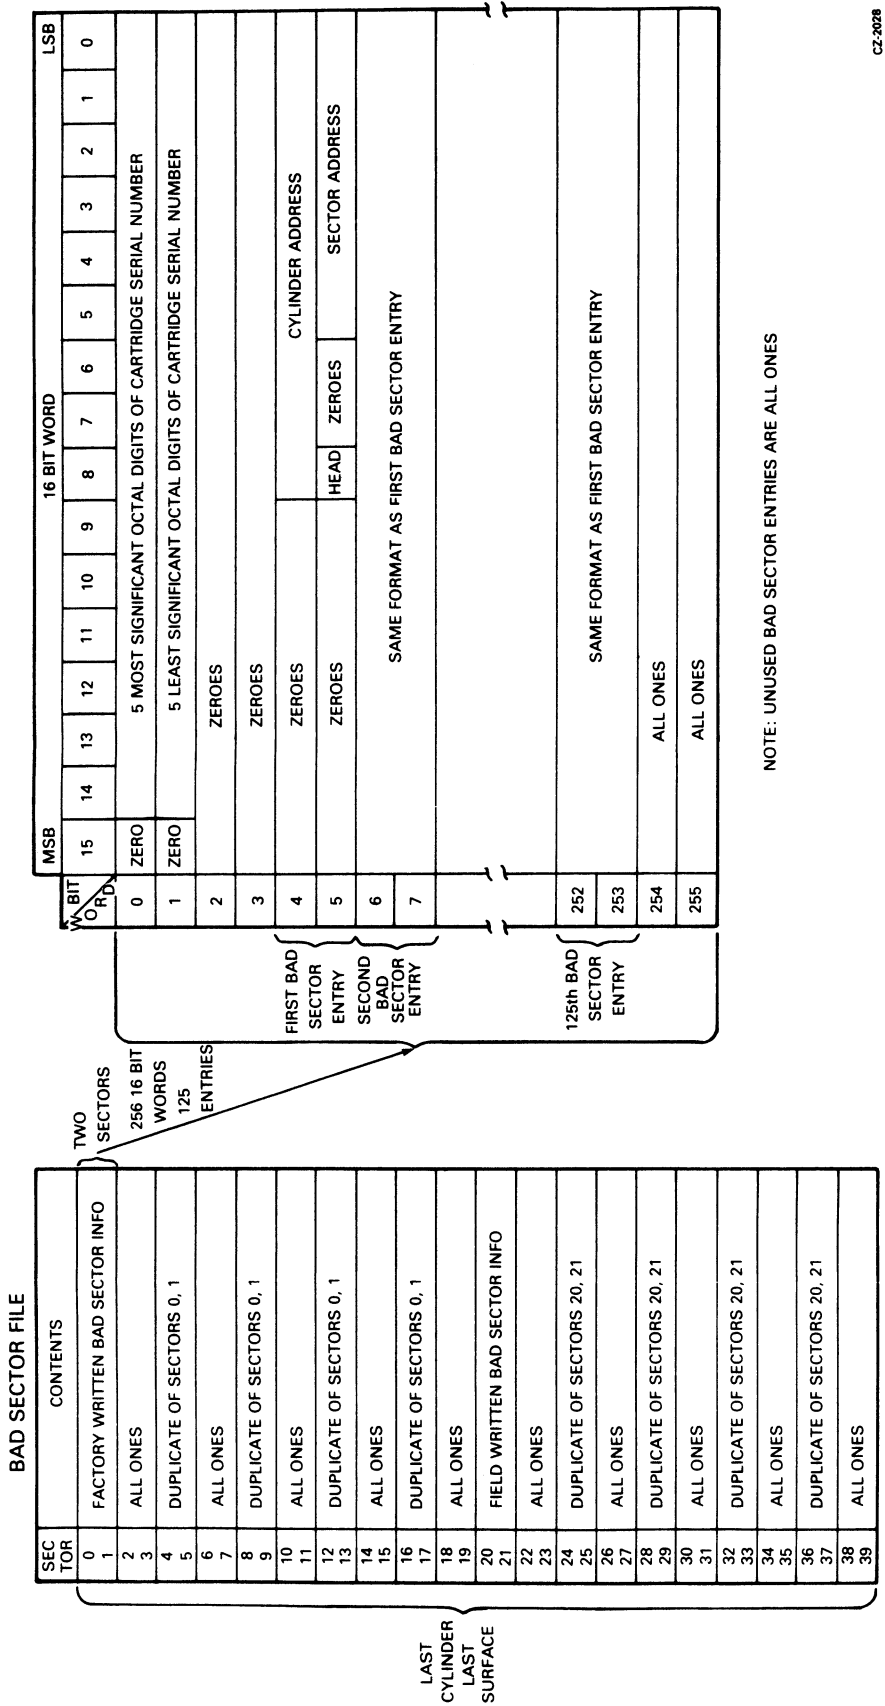 BAD SECTOR FILE
SEC
TOR
CONTENTS
0
1
FACTORY WRITTEN BAD SECTOR INFO
2
3
ALL ONES
4
5
DUPLICATE OF SECTORS 0, 1
6
7
ALL ONES
8
9
DUPLICATE OF SECTORS 0, 1
10
11
ALL ONES
12
13
DUPLICATE OF SECTORS 0, 1
14
15
ALL ONES
16
17
DUPLICATE OF SECTORS 0, 1
18
19
ALL ONES
20
21
FIELD WRITTEN BAD SECTOR INFO
22
23
ALL ONES
24
25
DUPLICATE OF SECTORS 20, 21
26
27
ALL ONES
28
29
DUPLICATE OF SECTORS 20, 21
30
31
ALL ONES
32
33
DUPLICATE OF SECTORS 20, 21
34
35
ALL ONES
36
37
DUPLICATE OF SECTORS 20, 21
38
39
ALL ONES
LAST
CYLINDER
LAST
SURFACE
TWO
SECTORS
256 16 BIT
WORDS
125
ENTRIES
MSB 16 BIT WORD LSB
BIT
WORD
15 14 13 12 11 10 9 8 7 6 5 4 3 2 1 0
0 ZERO 5 MOST SIGNIFICANT OCTAL DIGITS OF CARTRIDGE SERIAL NUMBER
1 ZERO 5 LEAST SIGNIFICANT OCTAL DIGITS OF CARTRIDGE SERIAL NUMBER
2 ZEROES
3 ZEROES
FIRST BAD
SECTOR
ENTRY
4 ZEROES CYLINDER ADDRESS
5 ZEROES HEAD ZEROES SECTOR ADDRESS
SECOND
BAD
SECTOR
ENTRY
6
7
SAME FORMAT AS FIRST BAD SECTOR ENTRY
125th BAD
SECTOR
ENTRY
252
253
SAME FORMAT AS FIRST BAD SECTOR ENTRY
254 ALL ONES
255 ALL ONES
NOTE: UNUSED BAD SECTOR ENTRIES ARE ALL ONES
CZ-2028